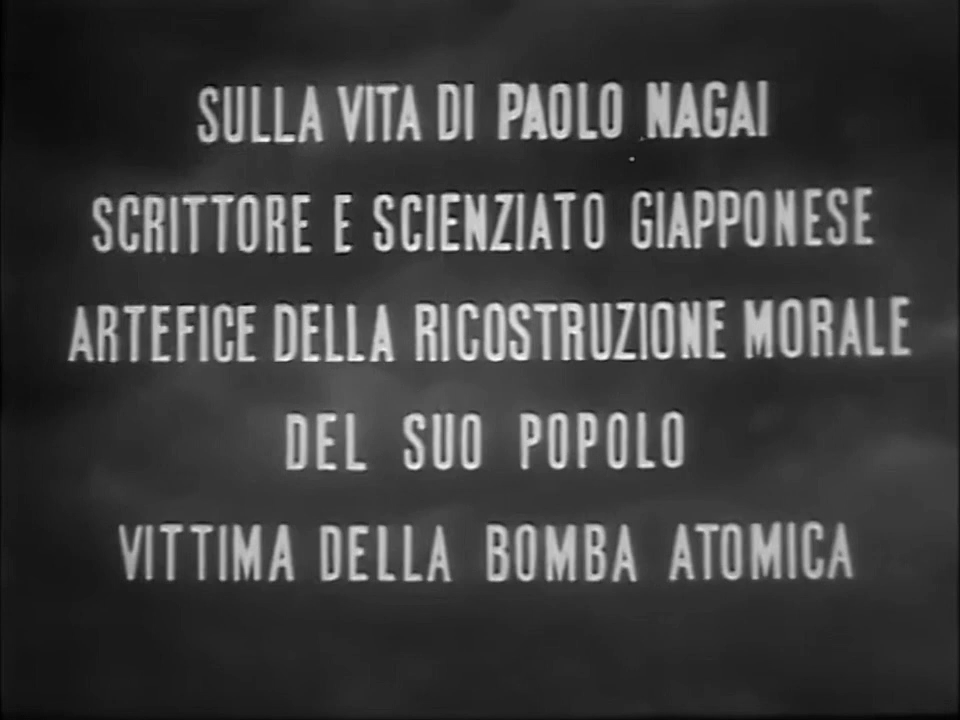 SULLA VITA DI PAOLO NAGAI
SCRITTORE E SCIENZIATO GIAPPONESE
ARTEFICE DELLA RICOSTRUZIONE MORALE
DEL SUO POPOLO
VITTIMA DELLA BOMBA ATOMICA